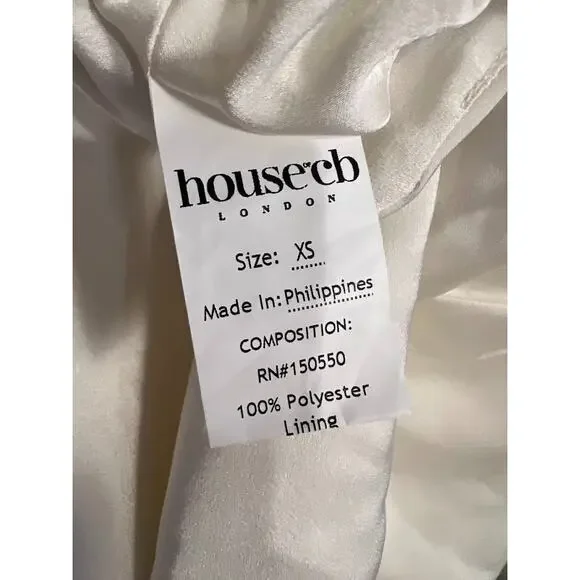 house of cb
LONDON
Size: XS
Made In: Philippines
COMPOSITION:
RN#150550
100% Polyester
Lining